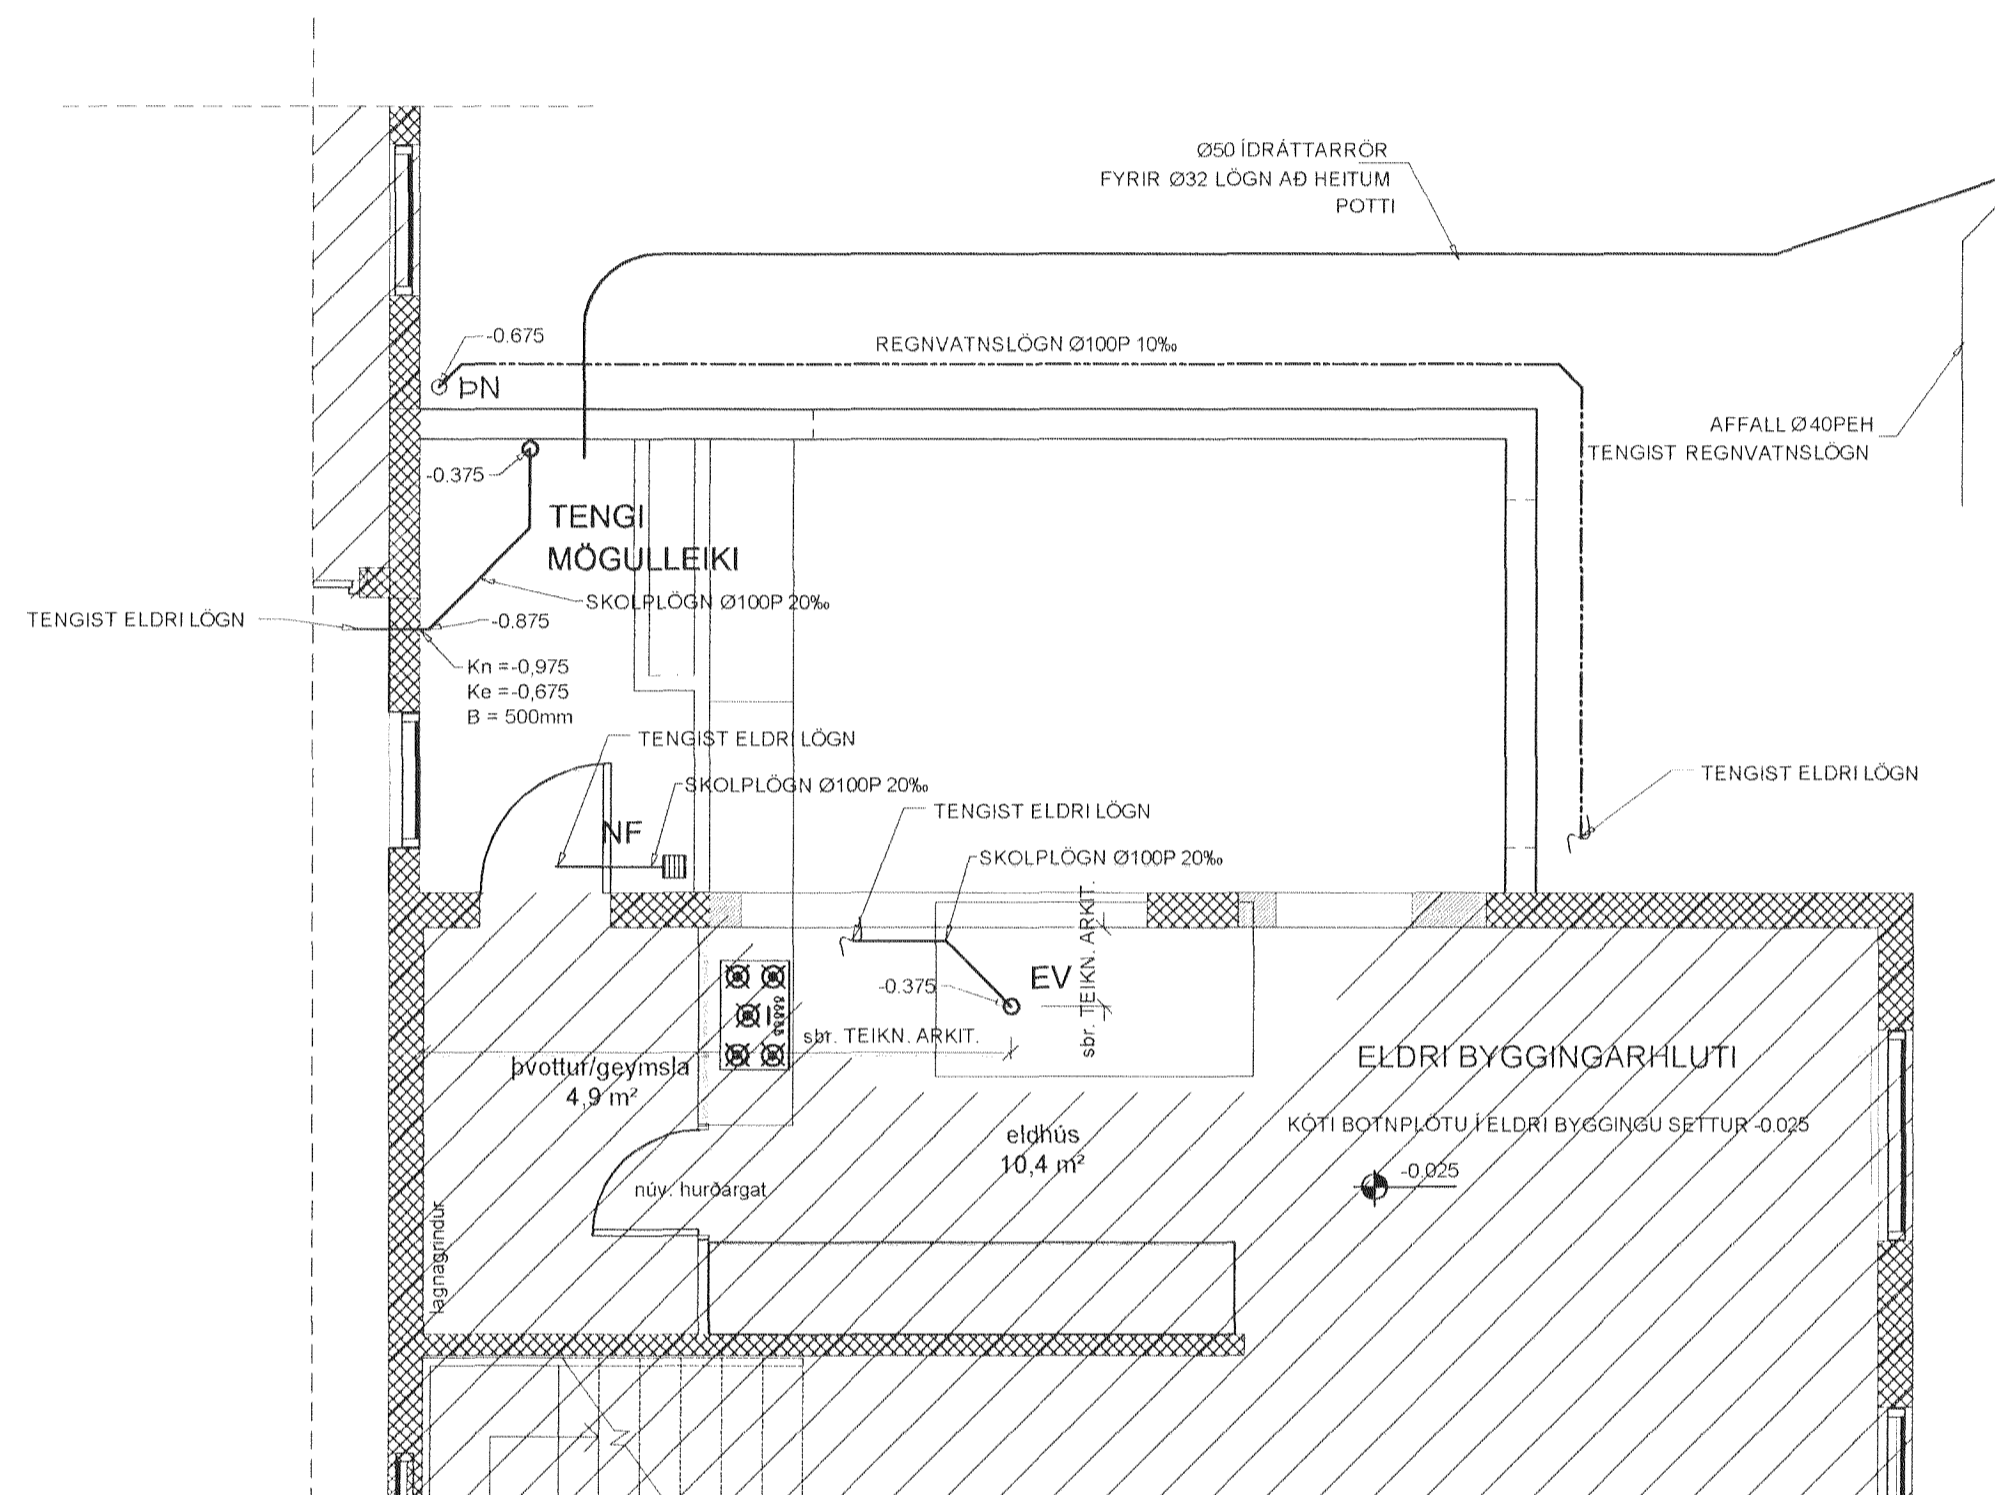 Ø50 ÍDRÁTTARRÖR
FYRIR Ø32 LÖGN AÐ HEITUM
POTTI
-0.675
REGNVATNSLÖGN Ø100P 10‰
ÞN
AFFALL Ø40PEH
TENGIST REGNVATNSLÖGN
-0.375
TENGI
MÖGULLEIKI
SKOLPLÖGN Ø100P 20‰
TENGIST ELDRI LÖGN
-0.875
Kn =-0,975
Ke =-0,675
B = 500mm
TENGIST ELDRI LÖGN
SKOLPLÖGN Ø100P 20‰
TENGIST ELDRI LÖGN
TENGIST ELDRI LÖGN
NF
SKOLPLÖGN Ø100P 20‰
EV
-0.375
sbr. TEIKN. ARKIT.
sbr. TEIKN. ARKIT.
þvottur/geymsla
4,9 m²
ELDRI BYGGINGARHLUTI
KÓTI BOTNPLÖTU Í ELDRI BYGGINGU SETTUR -0.025
eldhús
10,4 m²
-0.025
núv. hurðargat
lagnagrindur